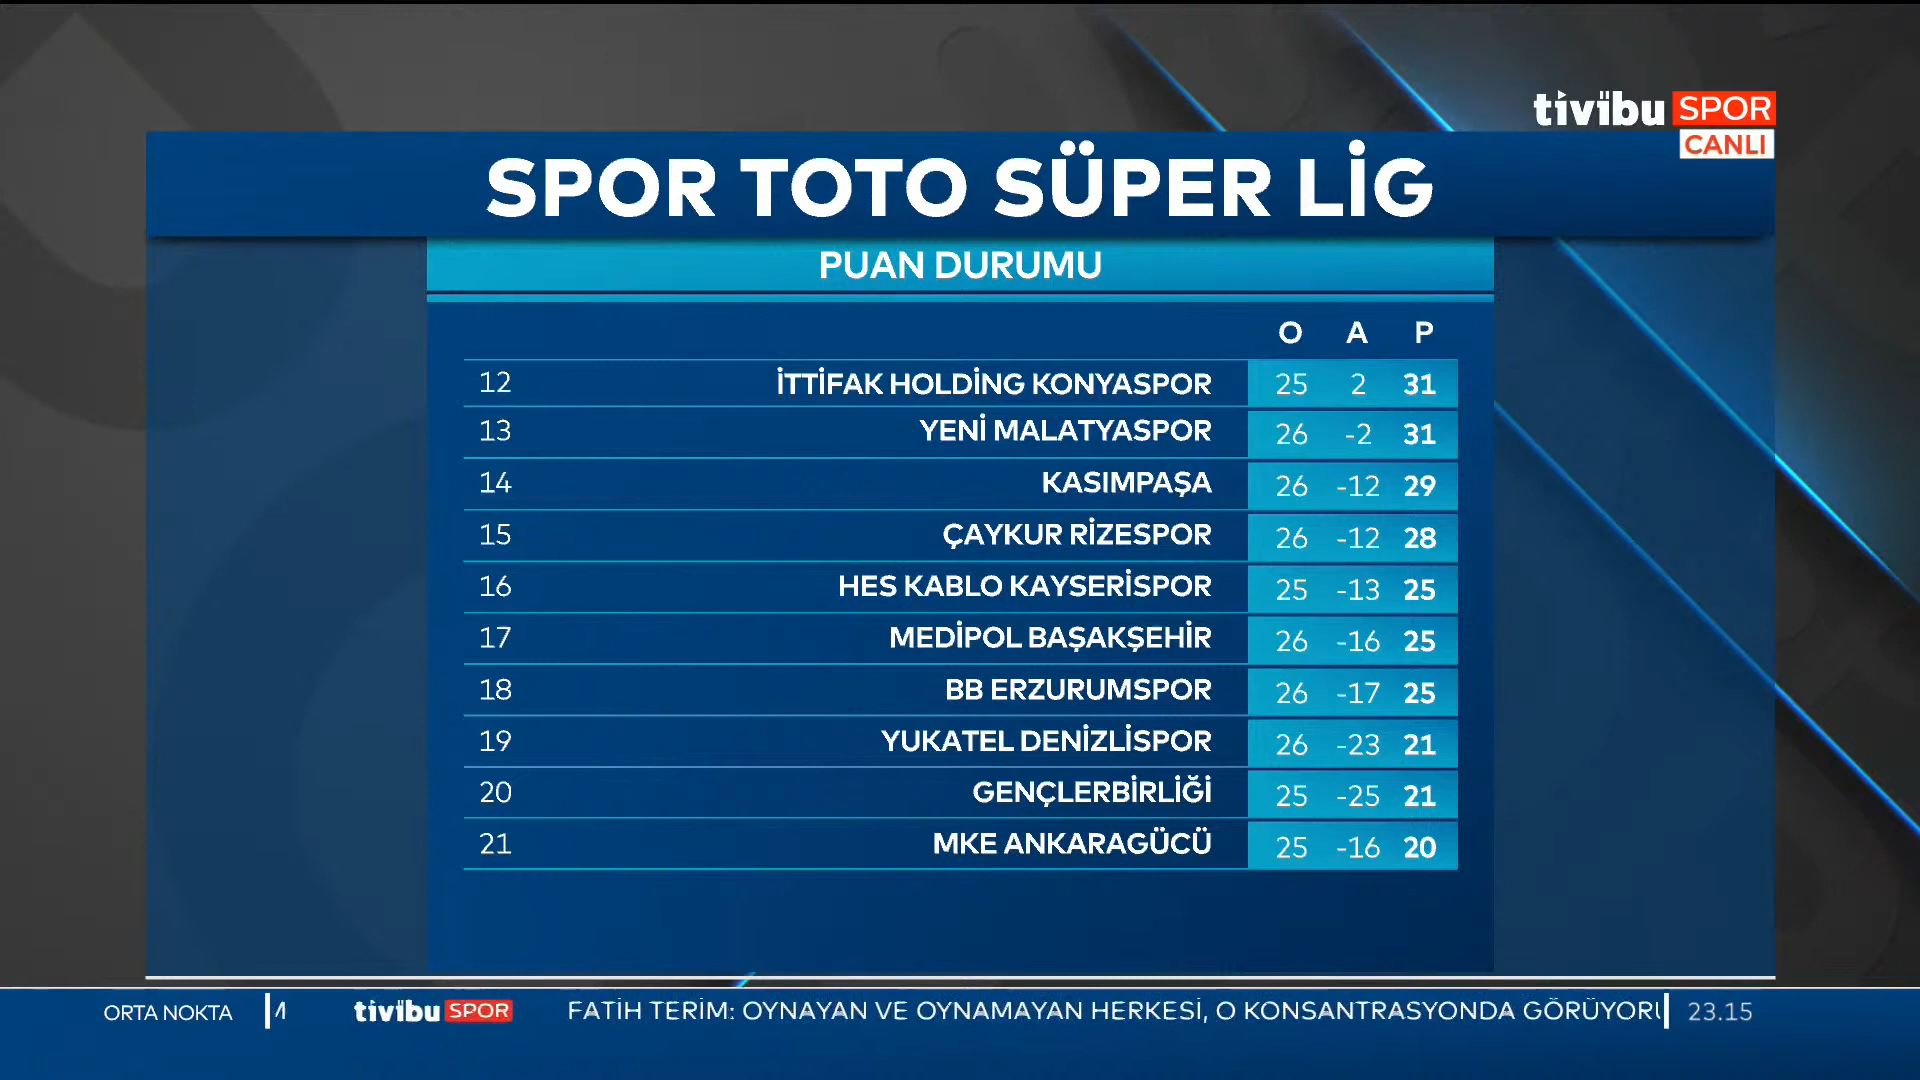 tivibu SPOR
CANLI
SPOR TOTO SÜPER LİG
PUAN DURUMU
O A P
12 İTTİFAK HOLDİNG KONYASPOR 25 2 31
13 YENİ MALATYASPOR 26 -2 31
14 KASIMPAŞA 26 -12 29
15 ÇAYKUR RİZESPOR 26 -12 28
16 HES KABLO KAYSERİSPOR 25 -13 25
17 MEDİPOL BAŞAKŞEHİR 26 -16 25
18 BB ERZURUMSPOR 26 -17 25
19 YUKATEL DENİZLİSPOR 26 -23 21
20 GENÇLERBİRLİĞİ 25 -25 21
21 MKE ANKARAGÜCÜ 25 -16 20
ORTA NOKTA tivibu SPOR FATİH TERİM: OYNAYAN VE OYNAMAYAN HERKESİ, O KONSANTRASYONDA 23.15